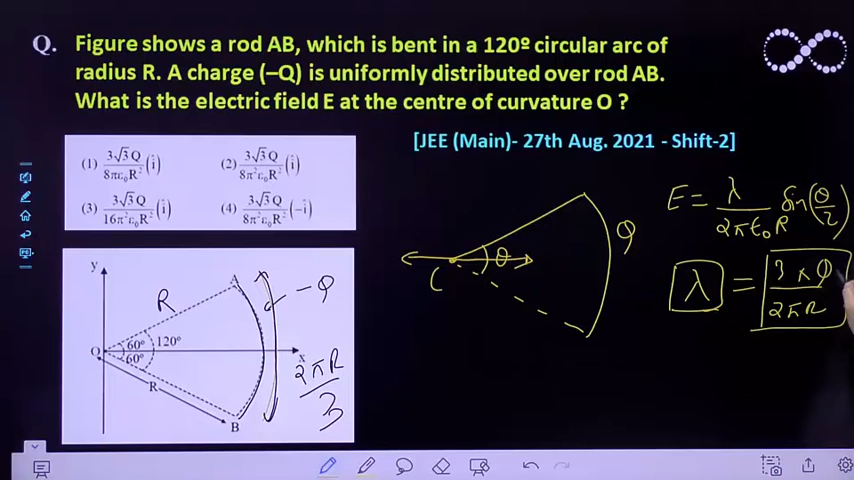 Q. Figure shows a rod AB, which is bent in a 120º circular arc of
radius R. A charge (–Q) is uniformly distributed over rod AB.
What is the electric field E at the centre of curvature O ?
[JEE (Main)- 27th Aug. 2021 - Shift-2]
(1) 3√3Q / 8πε₀R² (î) (2) 3√3Q / 8π²ε₀R² (î)
(3) 3√3Q / 16π²ε₀R² (î) (4) 3√3Q / 8π²ε₀R² (-î)
E = λ / 2πε₀R sin(θ/2)
λ = 3 × Q / 2πR
C θ Q
y
A
R
– Q
O 60º 120º
60º
x
R
B
2πR / 3